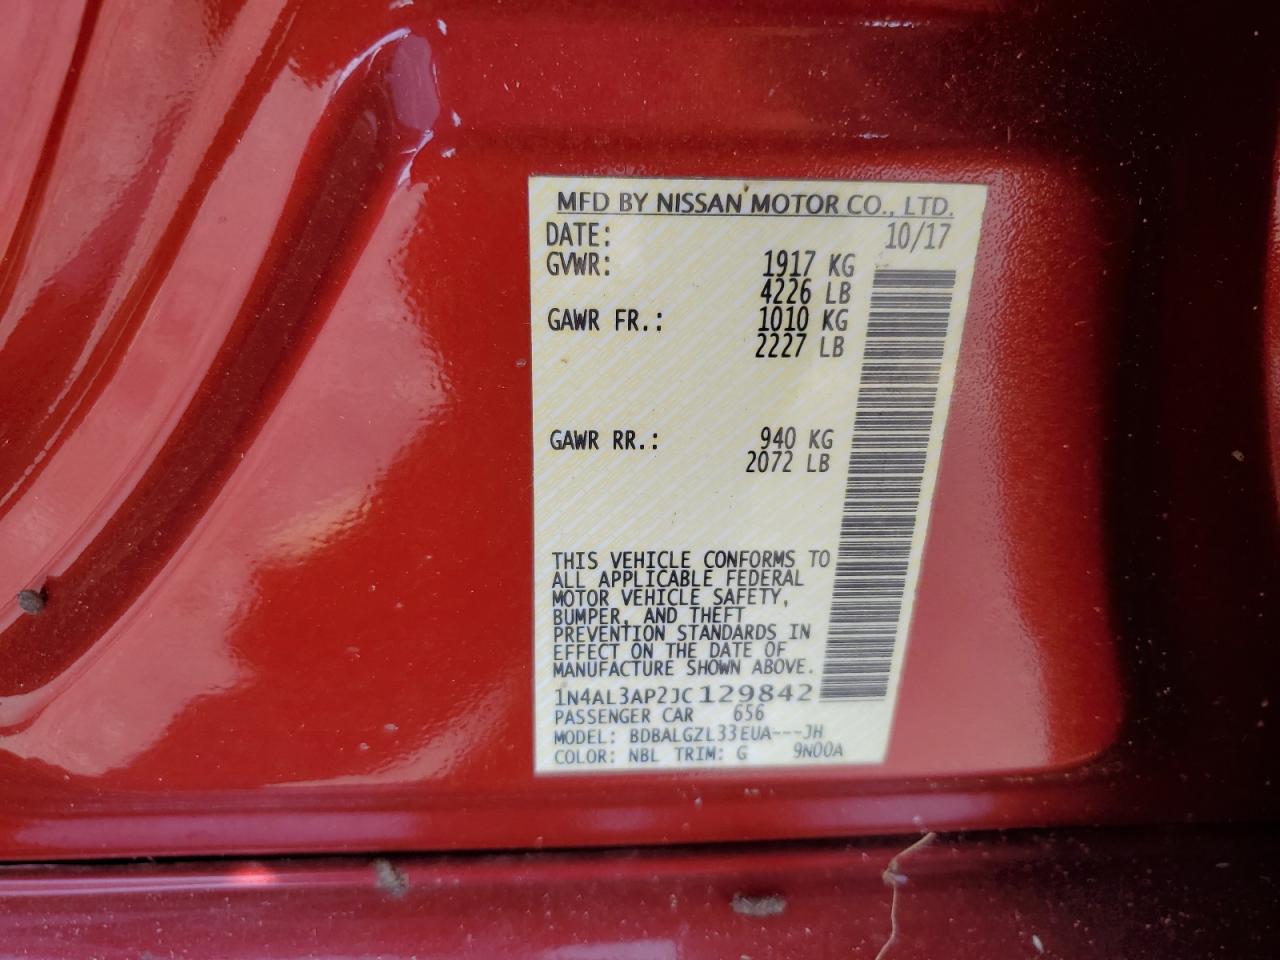 MFD BY NISSAN MOTOR CO., LTD.
DATE: 10/17
GVWR: 1917 KG
4226 LB
GAWR FR.: 1010 KG
2227 LB
GAWR RR.: 940 KG
2072 LB
THIS VEHICLE CONFORMS TO
ALL APPLICABLE FEDERAL
MOTOR VEHICLE SAFETY,
BUMPER, AND THEFT
PREVENTION STANDARDS IN
EFFECT ON THE DATE OF
MANUFACTURE SHOWN ABOVE.
1N4AL3AP2JC129842
PASSENGER CAR 656
MODEL: BDBALGZL33EUA---JH
COLOR: NBL TRIM: G 9N00A